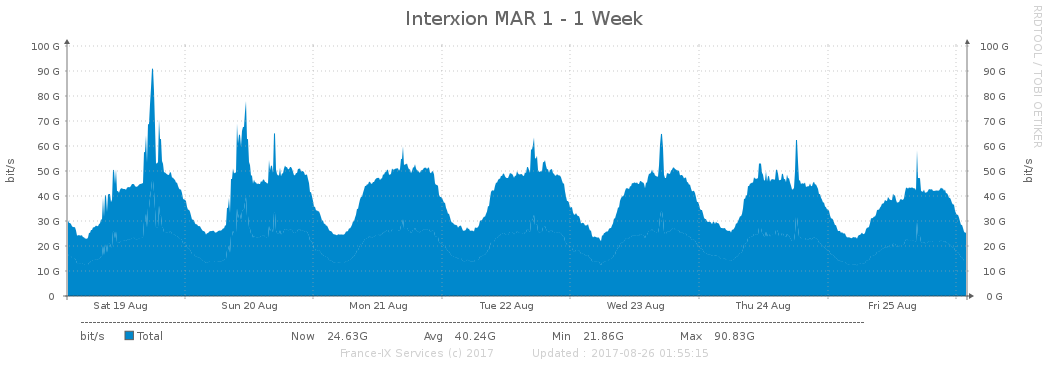 Interxion MAR 1 - 1 Week
RRDTOOL / TOBI OETIKER
100 G 100 G
90 G 90 G
80 G 80 G
70 G 70 G
60 G 60 G
50 G 50 G
40 G 40 G
30 G 30 G
20 G 20 G
10 G 10 G
0 0 G
bit/s bit/s
Sat 19 Aug Sun 20 Aug Mon 21 Aug Tue 22 Aug Wed 23 Aug Thu 24 Aug Fri 25 Aug
bit/s Total Now 24.63G Avg 40.24G Min 21.86G Max 90.83G
France-IX Services (c) 2017 Updated : 2017-08-26 01:55:15